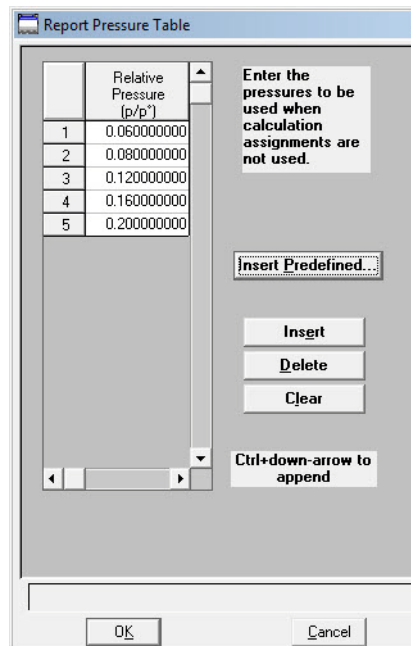 Report Pressure Table
Relative
Pressure
(p/p°)
1 0.060000000
2 0.080000000
3 0.120000000
4 0.160000000
5 0.200000000
Enter the
pressures to be
used when
calculation
assignments are
not used.
Insert Predefined...
Insert
Delete
Clear
Ctrl+down-arrow to
append
OK
Cancel